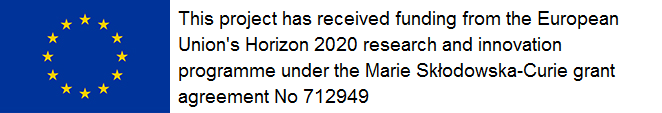 This project has received funding from the European
Union's Horizon 2020 research and innovation
programme under the Marie Skłodowska-Curie grant
agreement No 712949